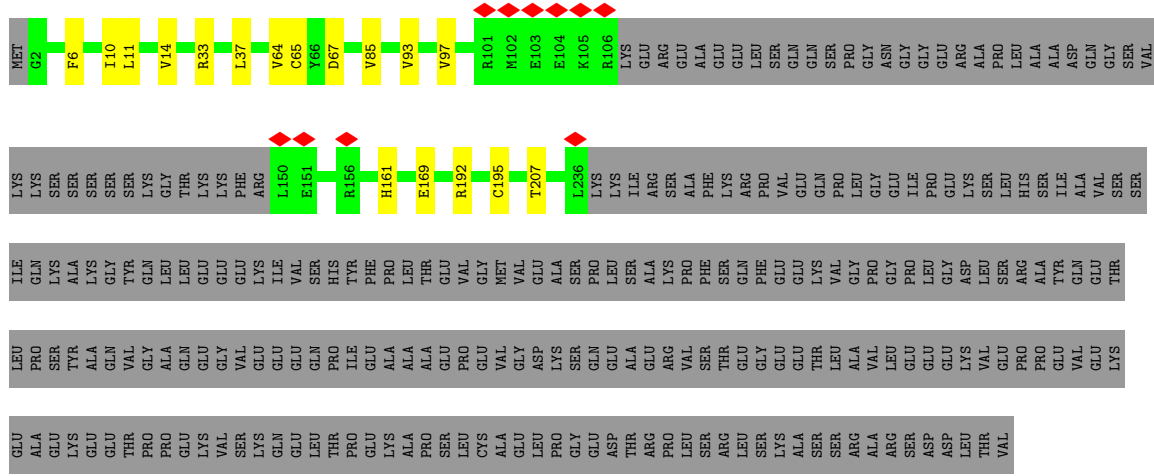 MET G2 F6 I10 L11 V14 R33 L37 V64 C65 Y66 D67 V85 V93 V97 R101 M102 E103 E104 K105 R106 LYS GLU ARG GLU ALA GLU GLU LEU SER GLN GLN SER PRO GLY ASN GLY GLY GLU ARG ALA PRO LEU ALA ALA ASP GLN GLY SER VAL
LYS LYS SER SER SER SER SER LYS GLY THR LYS LYS PHE ARG L150 E151 R156 H161 E169 R192 C195 T207 L236 LYS LYS ILE ARG SER ALA PHE LYS ARG PRO VAL GLU GLN PRO LEU GLY GLU ILE PRO GLU LYS SER LEU HIS SER ILE ALA VAL SER SER
ILE GLN LYS ALA LYS GLY TYR GLN LEU LEU GLU GLU GLU LYS ILE VAL SER HIS TYR PHE PRO LEU THR GLU VAL GLY MET VAL GLU ALA SER PRO LEU SER ALA LYS PRO PHE SER GLN PHE GLU GLU LYS VAL GLY PRO GLY PRO LEU GLY ASP LEU SER ARG ALA TYR GLN GLU THR
LEU PRO SER TYR ALA GLN VAL GLY ALA GLN GLU GLY VAL GLU GLU GLN PRO ILE GLU ALA ALA ALA GLU PRO GLU VAL GLY ASP LYS SER GLN GLU ALA GLU ARG VAL SER THR GLU GLY GLU GLU THR LEU ALA VAL LEU GLU GLU GLU LYS VAL GLU PRO PRO GLU VAL GLU LYS
GLU ALA GLU LYS GLU GLU THR PRO PRO GLU LYS VAL SER LYS GLN GLU LEU THR PRO GLU LYS ALA PRO SER LEU CYS ALA GLU LEU PRO GLY GLU ASP THR ARG PRO LEU SER ARG LEU SER LYS ALA SER SER ARG ALA ARG SER ASP ASP LEU THR VAL